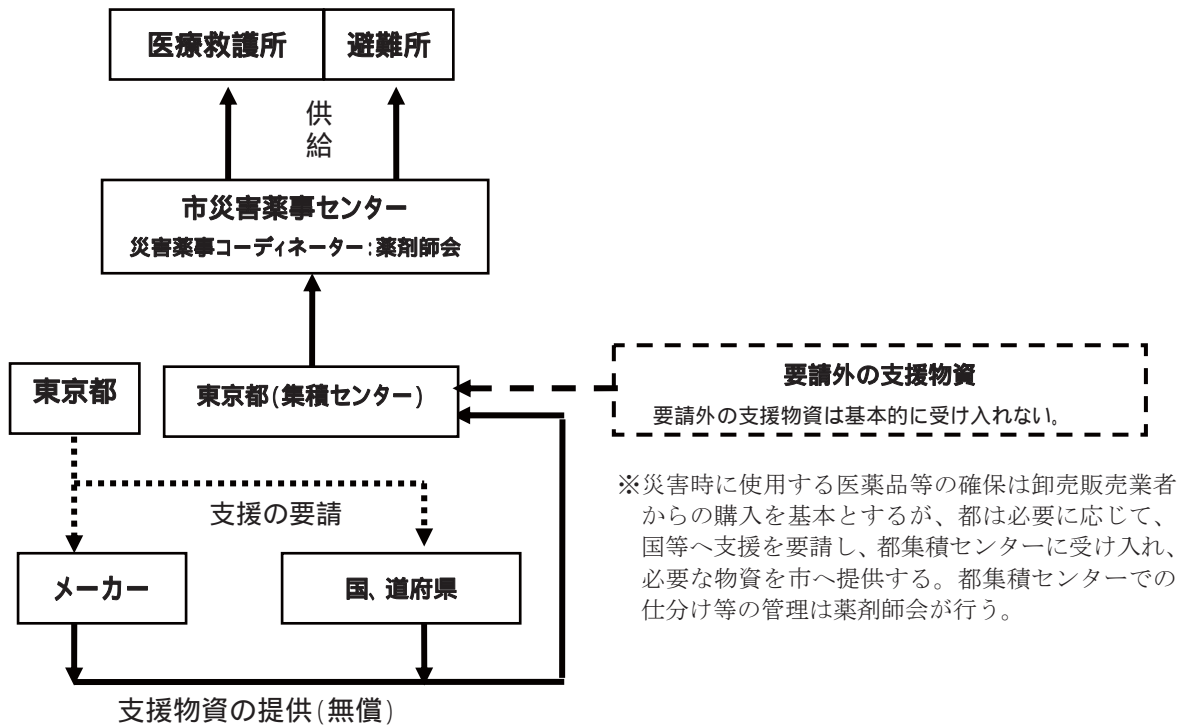 医療救護所
避難所
供
給
市災害薬事センター
災害薬事コーディネーター:薬剤師会
東京都
東京都(集積センター)
要請外の支援物資
要請外の支援物資は基本的に受け入れない。
支援の要請
メーカー
国、道府県
支援物資の提供(無償)
※災害時に使用する医薬品等の確保は卸売販売業者
からの購入を基本とするが、都は必要に応じて、
国等へ支援を要請し、都集積センターに受け入れ、
必要な物資を市へ提供する。都集積センターでの
仕分け等の管理は薬剤師会が行う。